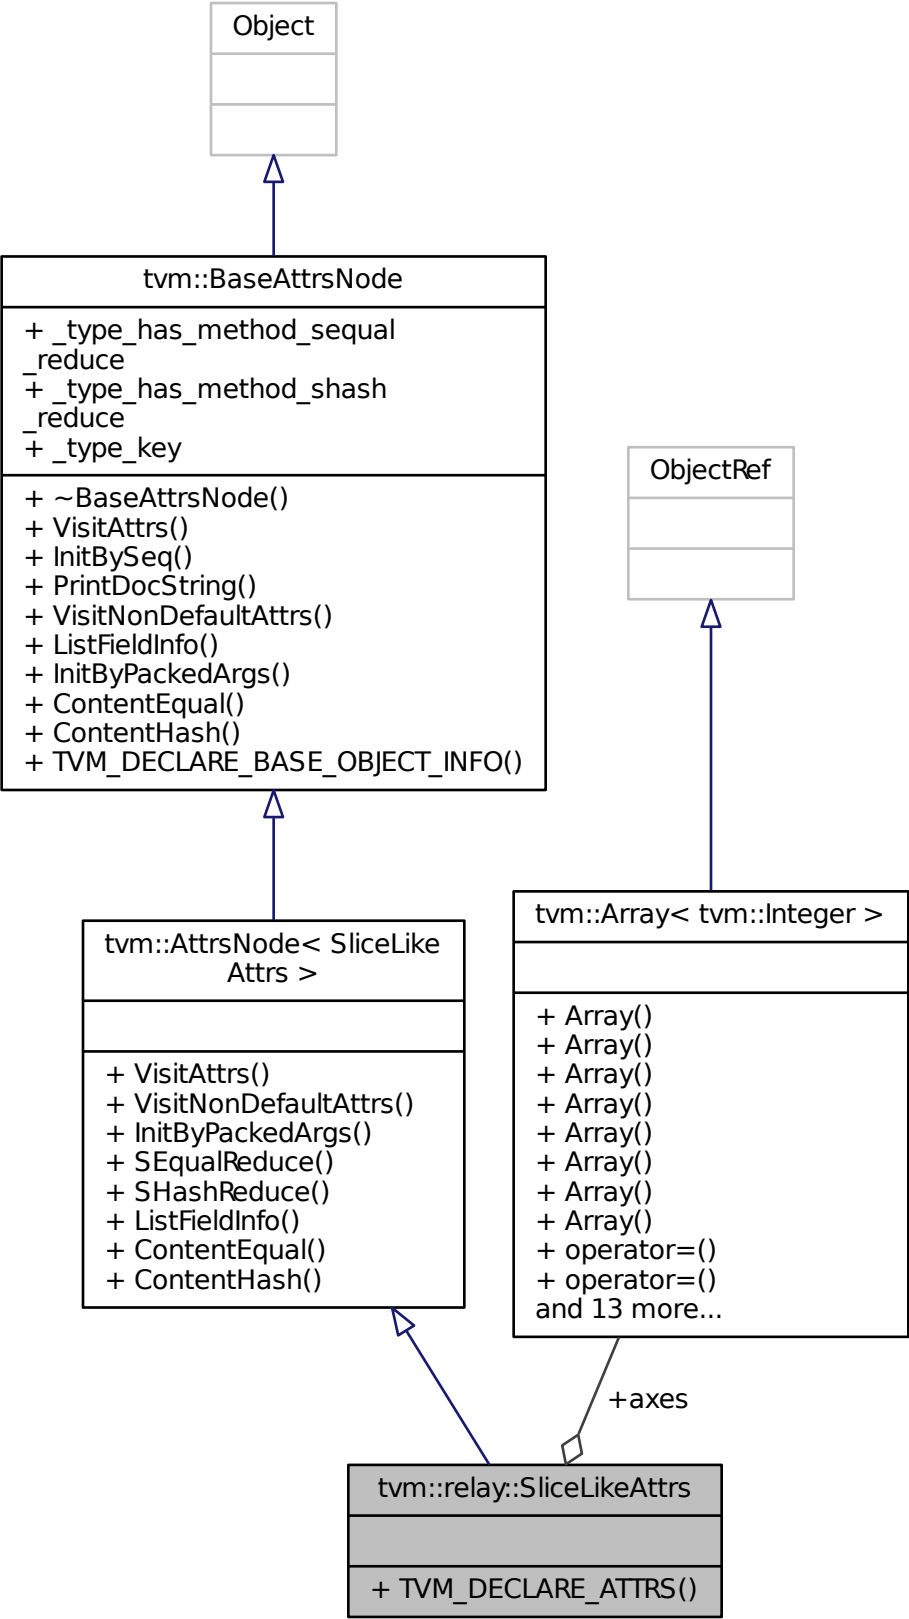 Object
tvm::BaseAttrsNode
+ _type_has_method_sequal
_reduce
+ _type_has_method_shash
_reduce
+ _type_key
+ ~BaseAttrsNode()
+ VisitAttrs()
+ InitBySeq()
+ PrintDocString()
+ VisitNonDefaultAttrs()
+ ListFieldInfo()
+ InitByPackedArgs()
+ ContentEqual()
+ ContentHash()
+ TVM_DECLARE_BASE_OBJECT_INFO()
ObjectRef
tvm::AttrsNode< SliceLike
Attrs >
+ VisitAttrs()
+ VisitNonDefaultAttrs()
+ InitByPackedArgs()
+ SEqualReduce()
+ SHashReduce()
+ ListFieldInfo()
+ ContentEqual()
+ ContentHash()
tvm::Array< tvm::Integer >
+ Array()
+ Array()
+ Array()
+ Array()
+ Array()
+ Array()
+ Array()
+ Array()
+ operator=()
+ operator=()
and 13 more...
+axes
tvm::relay::SliceLikeAttrs
+ TVM_DECLARE_ATTRS()